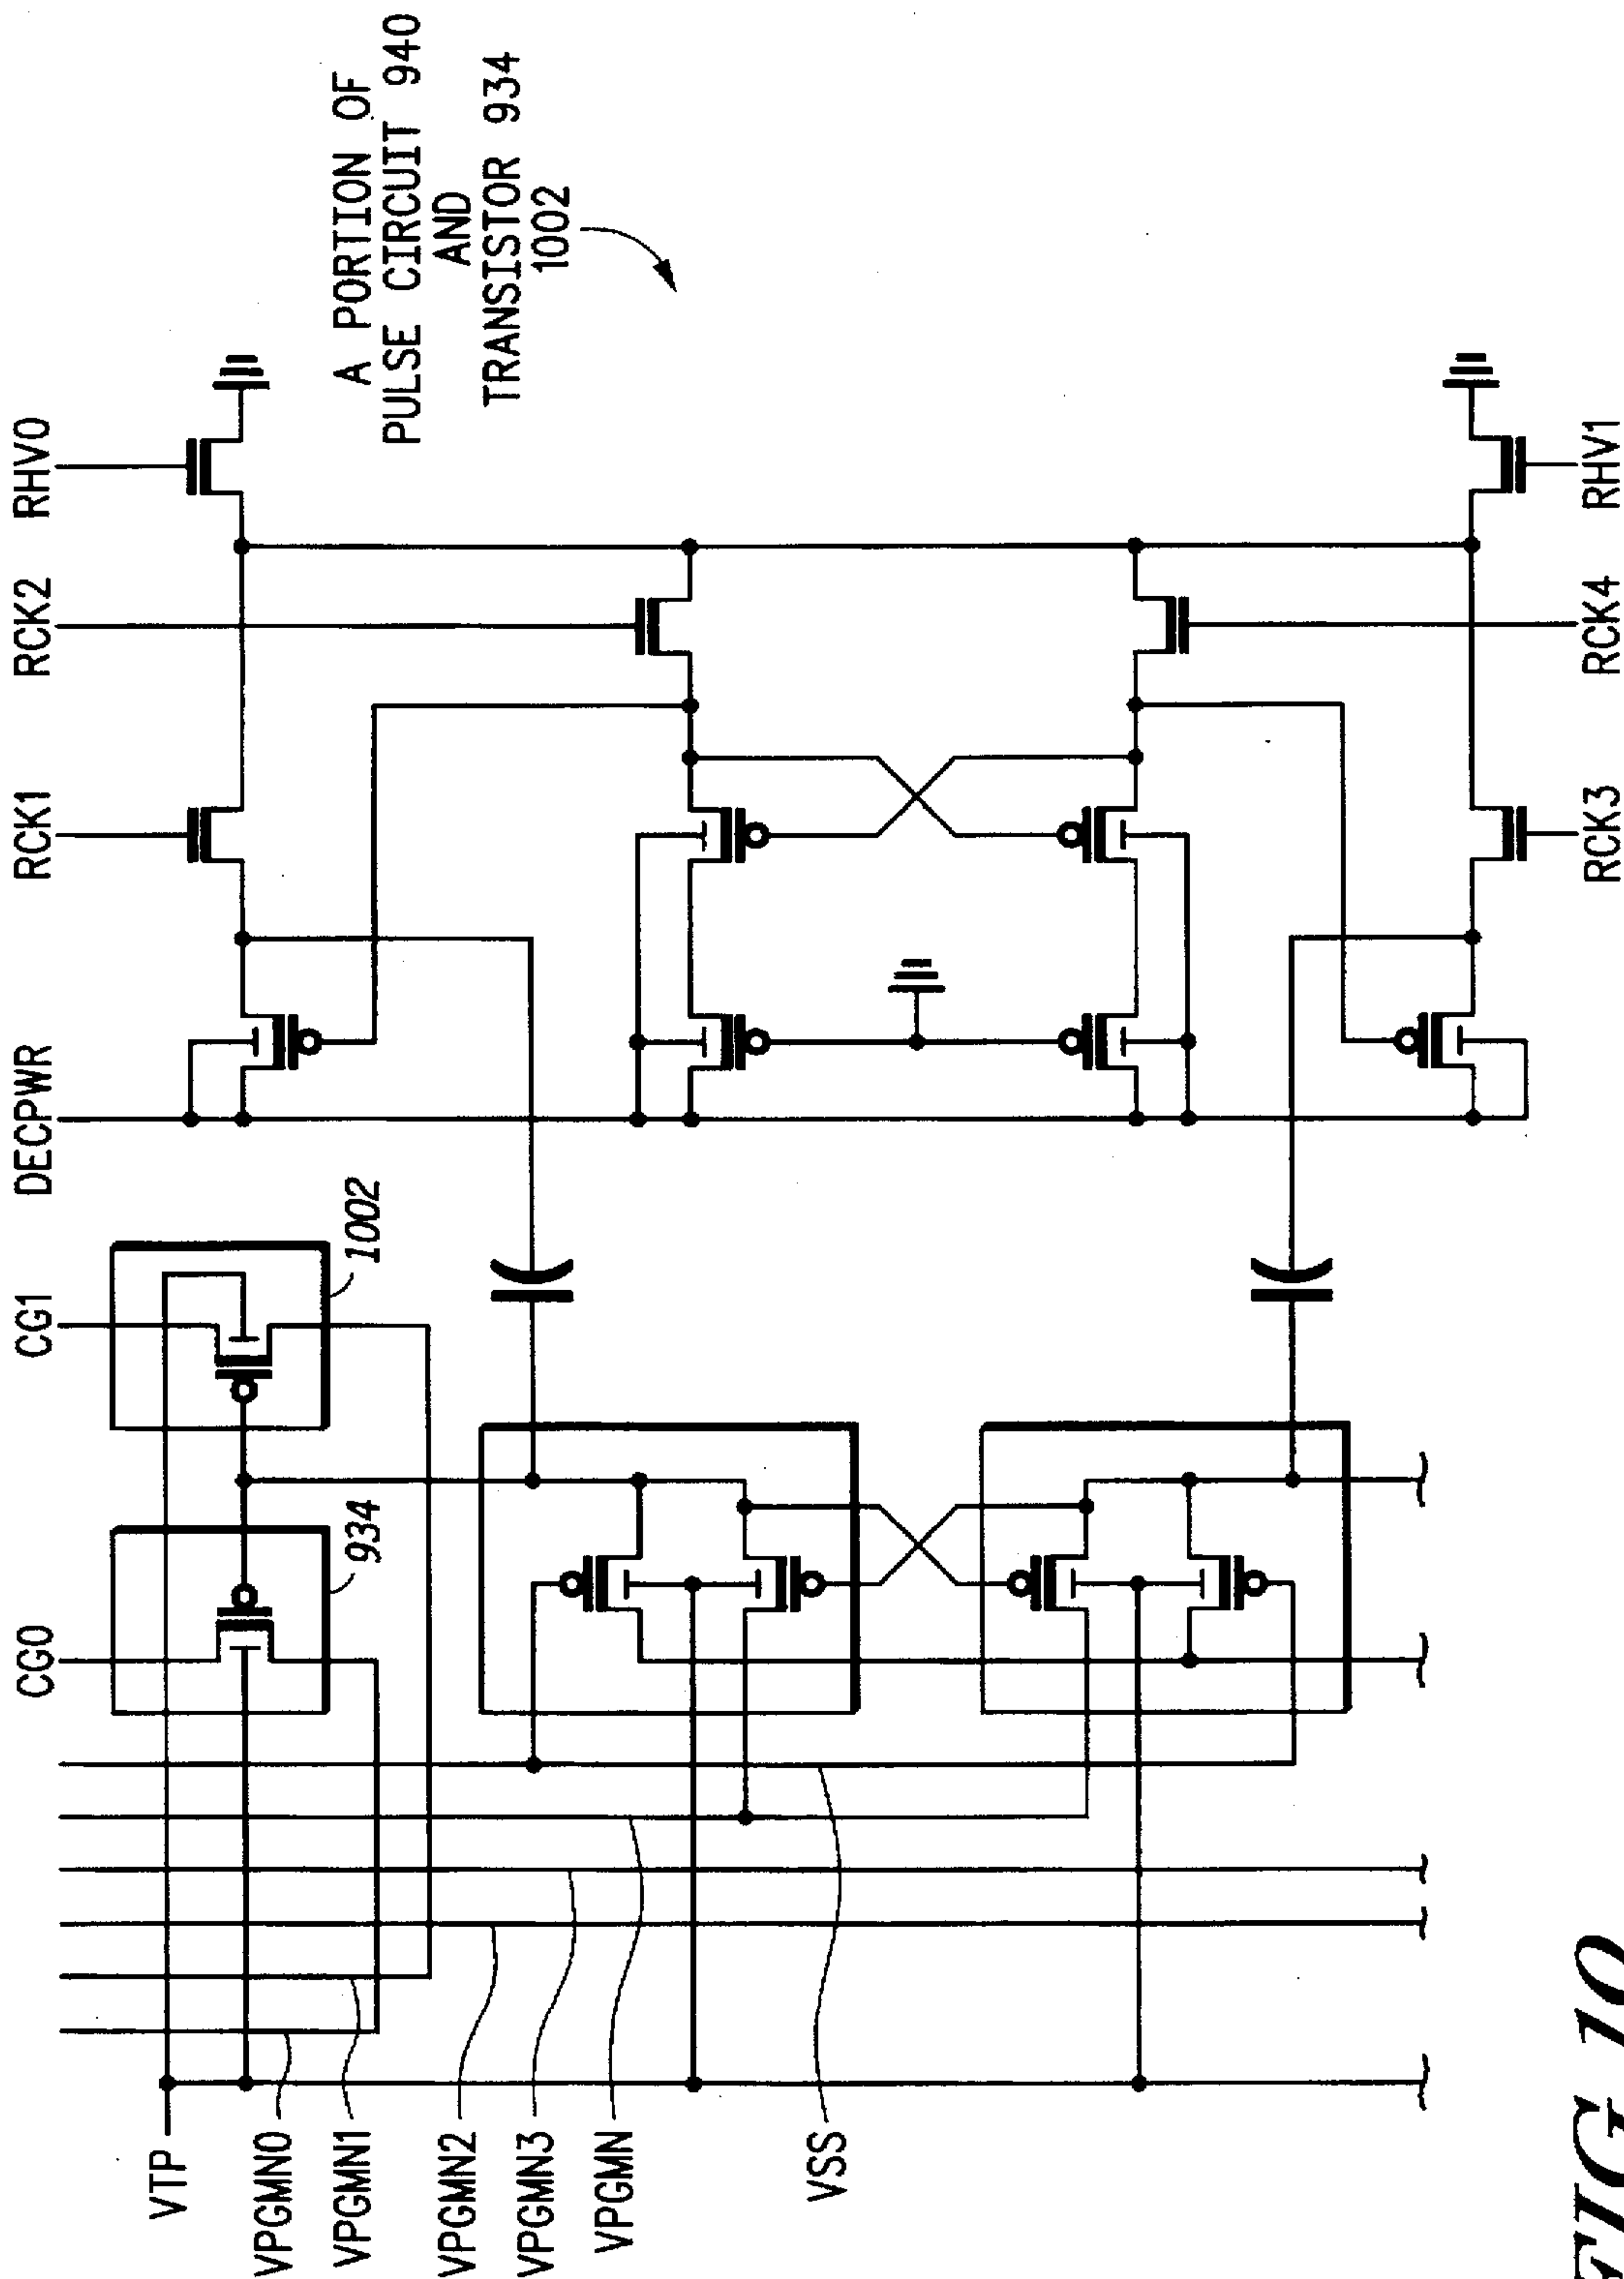 RHV0
RCK2
RCK1
DECPWR
CG1
CG0
A PORTION OF
PULSE CIRCUIT 940
AND
TRANSISTOR 934
1002
1002
934
VTP
VPGMN0
VPGMN1
VPGMN2
VPGMN3
VPGMN
VSS
RHV1
RCK4
RCK3
FIG.10